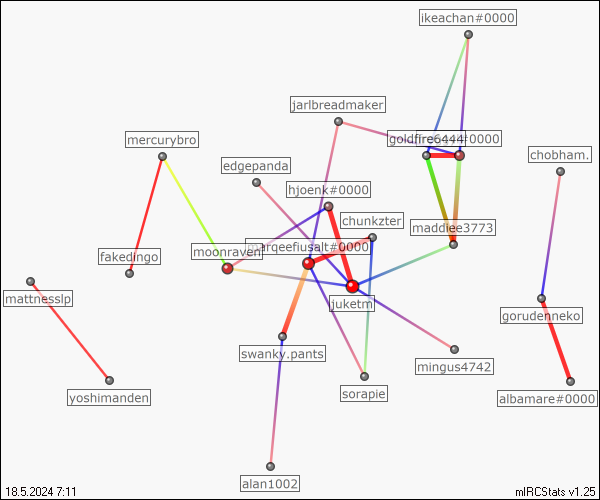 ikeachan#0000
jarlbreadmaker
mercurybro
goldfire6444#0000
chobham.
edgepanda
hjoenk#0000
chunkzter
maddiee3773
moonraven
marqeefiusalt#0000
fakedingo
mattnesslp
juketm
gorudenneko
swanky.pants
mingus4742
yoshimanden
sorapie
albamare#0000
alan1002
18.5.2024 7:11
mIRCStats v1.25